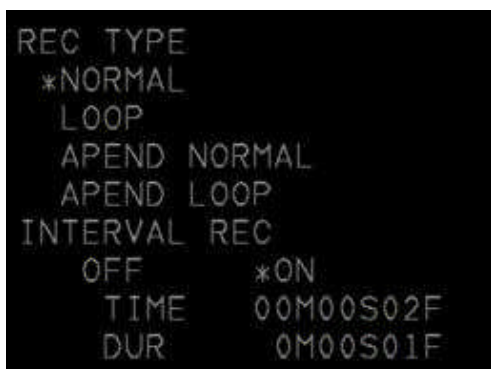 REC TYPE
*NORMAL
LOOP
APEND NORMAL
APEND LOOP
INTERVAL REC
OFF *ON
TIME 00M00S02F
DUR 0M00S01F